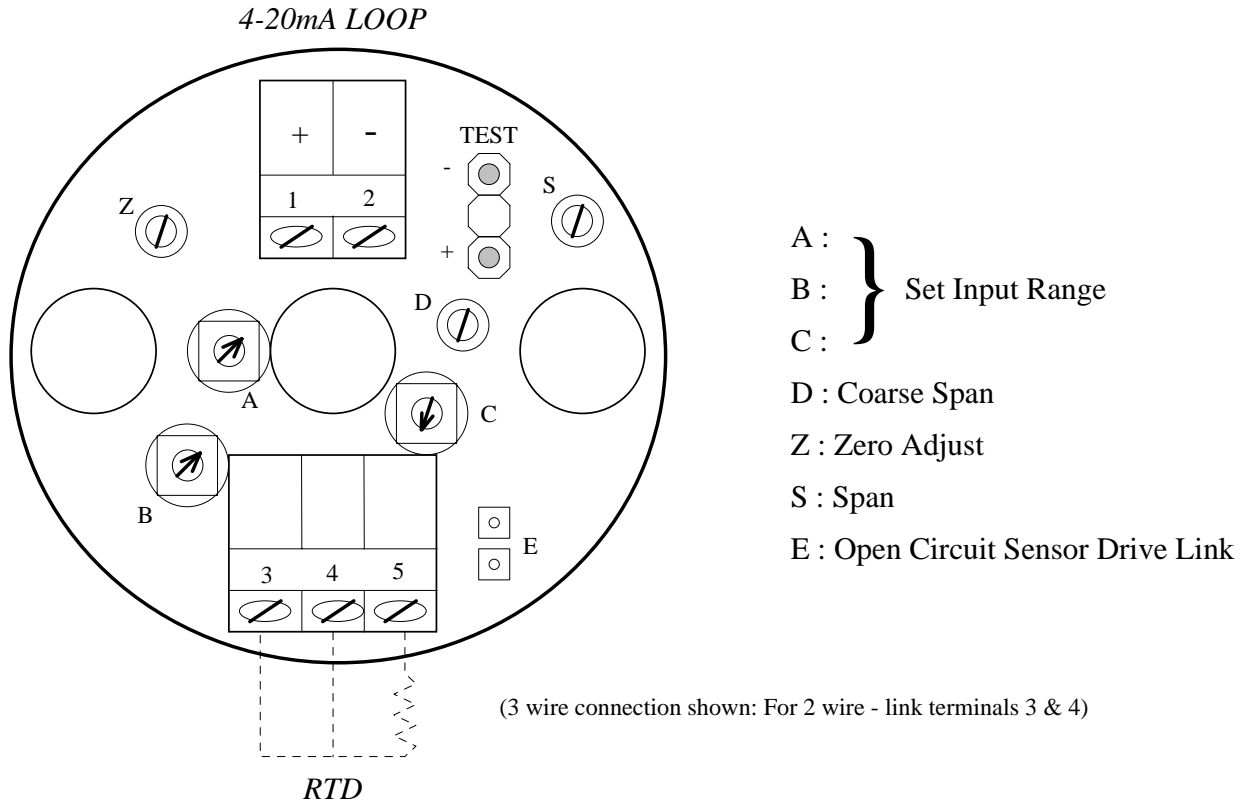 4-20mA LOOP
+ -
TEST
-
S
Z
1 2
+
D
A
C
B
E
3 4 5
A :
B :
C :
} Set Input Range
D : Coarse Span
Z : Zero Adjust
S : Span
E : Open Circuit Sensor Drive Link
(3 wire connection shown: For 2 wire - link terminals 3 & 4)
RTD